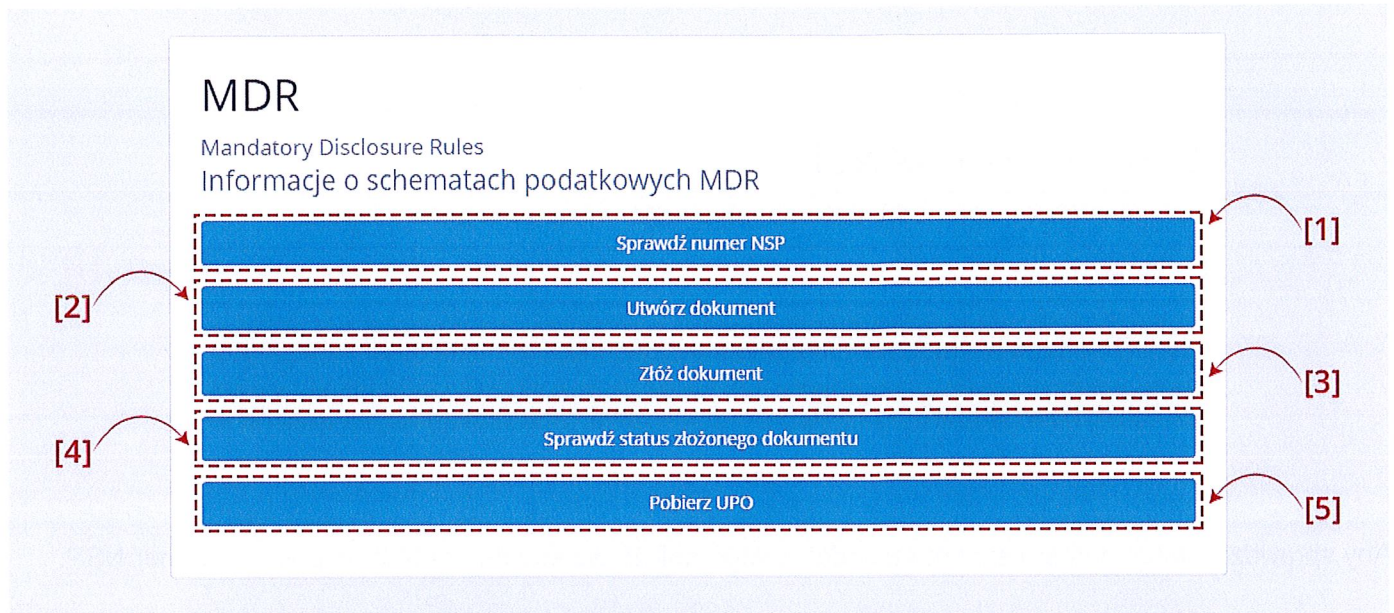 MDR
Mandatory Disclosure Rules
Informacje o schematach podatkowych MDR
Sprawdź numer NSP
[1]
[2]
Utwórz dokument
Złóż dokument
[3]
[4]
Sprawdź status złożonego dokumentu
Pobierz UPO
[5]